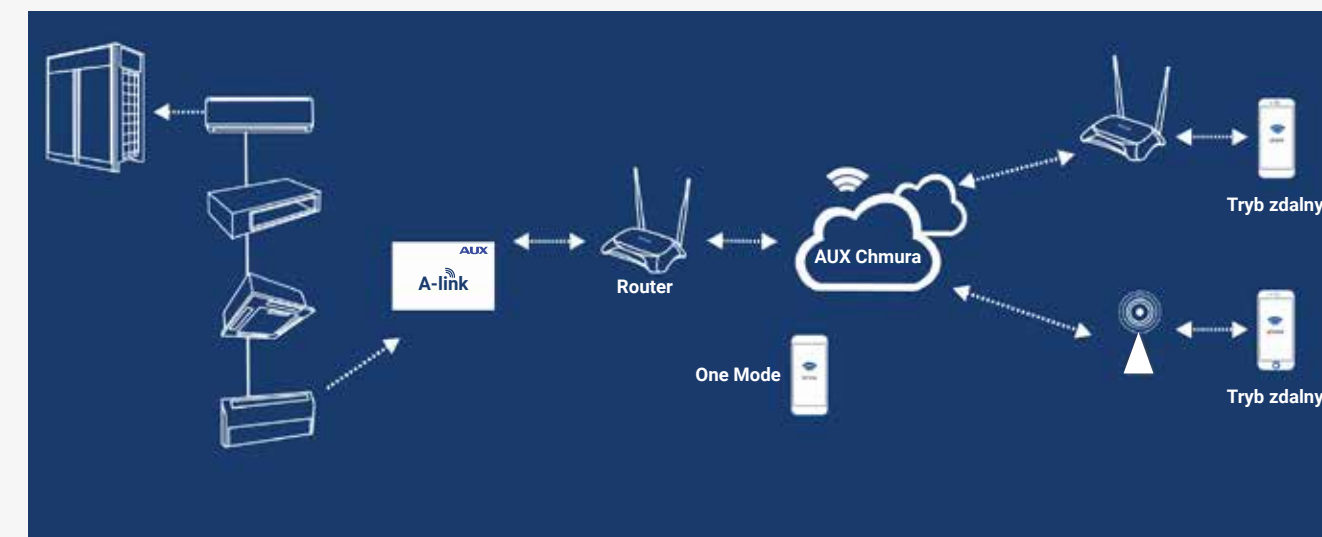 AUX
A-link
Router
AUX Chmura
One Mode
Tryb zdalny
Tryb zdalny